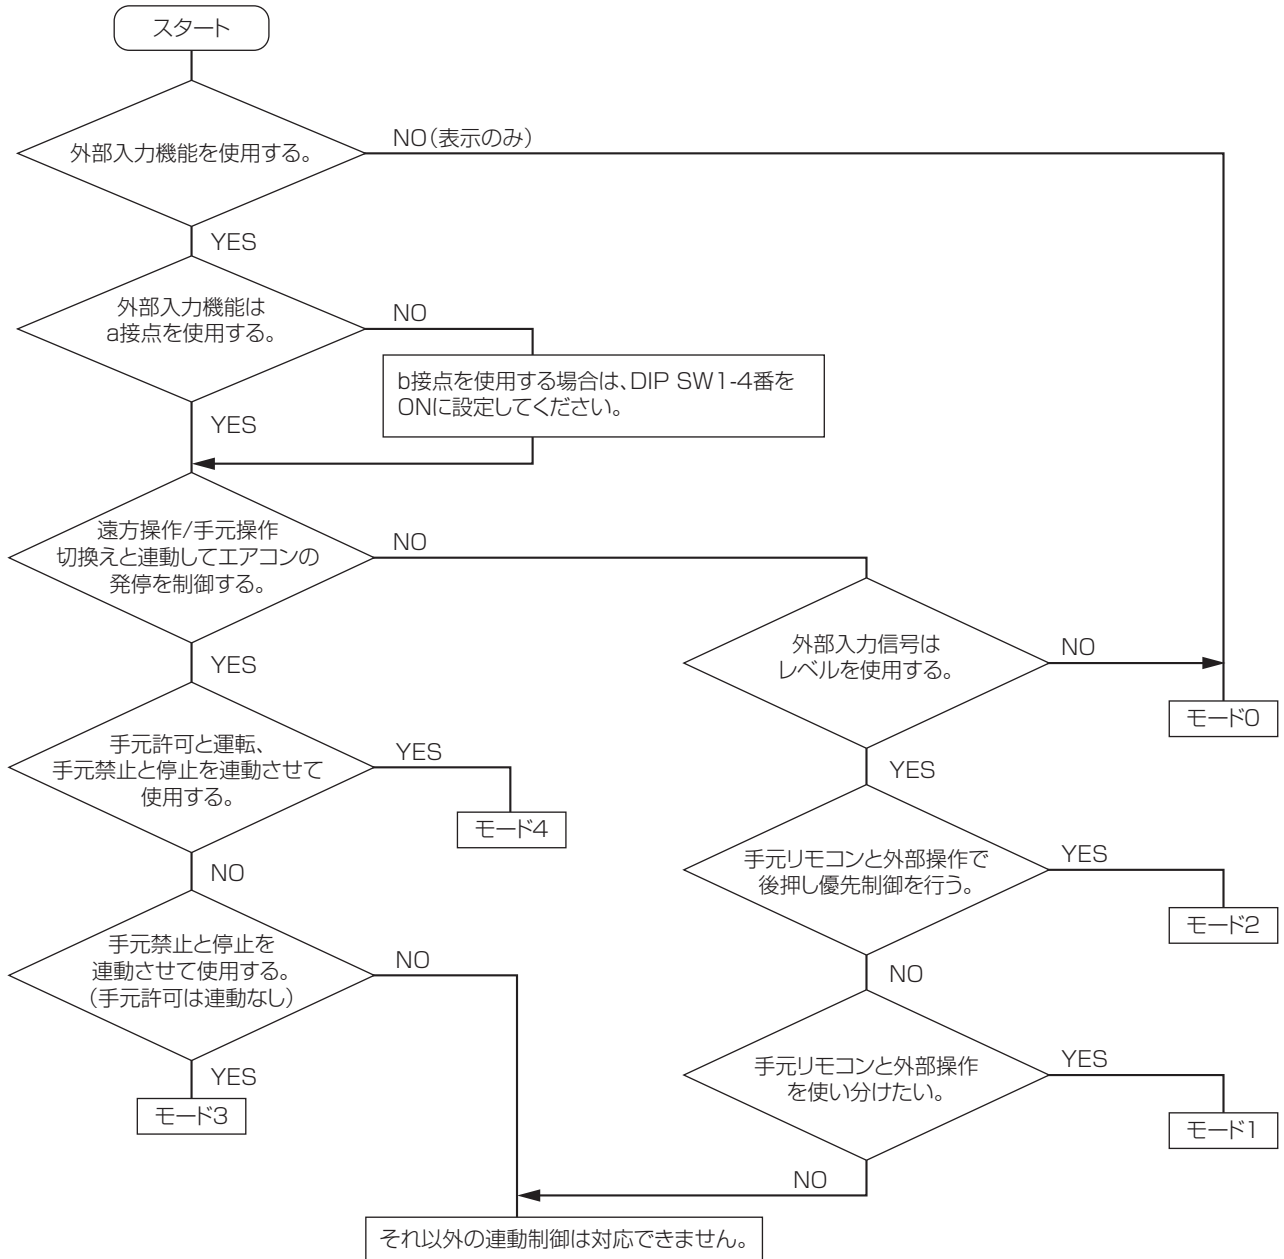 スタート
外部入力機能を使用する。
NO(表示のみ)
YES
外部入力機能は
a接点を使用する。
NO
b接点を使用する場合は、DIP SW1-4番を
ONに設定してください。
YES
遠方操作/手元操作
切換えと連動してエアコンの
発停を制御する。
NO
外部入力信号は
レベルを使用する。
NO
モード0
YES
手元許可と運転、
手元禁止と停止を連動させて
使用する。
YES
モード4
YES
手元リモコンと外部操作で
後押し優先制御を行う。
YES
モード2
NO
手元禁止と停止を
連動させて使用する。
(手元許可は連動なし)
NO
YES
モード3
NO
手元リモコンと外部操作
を使い分けたい。
YES
モード1
NO
それ以外の連動制御は対応できません。